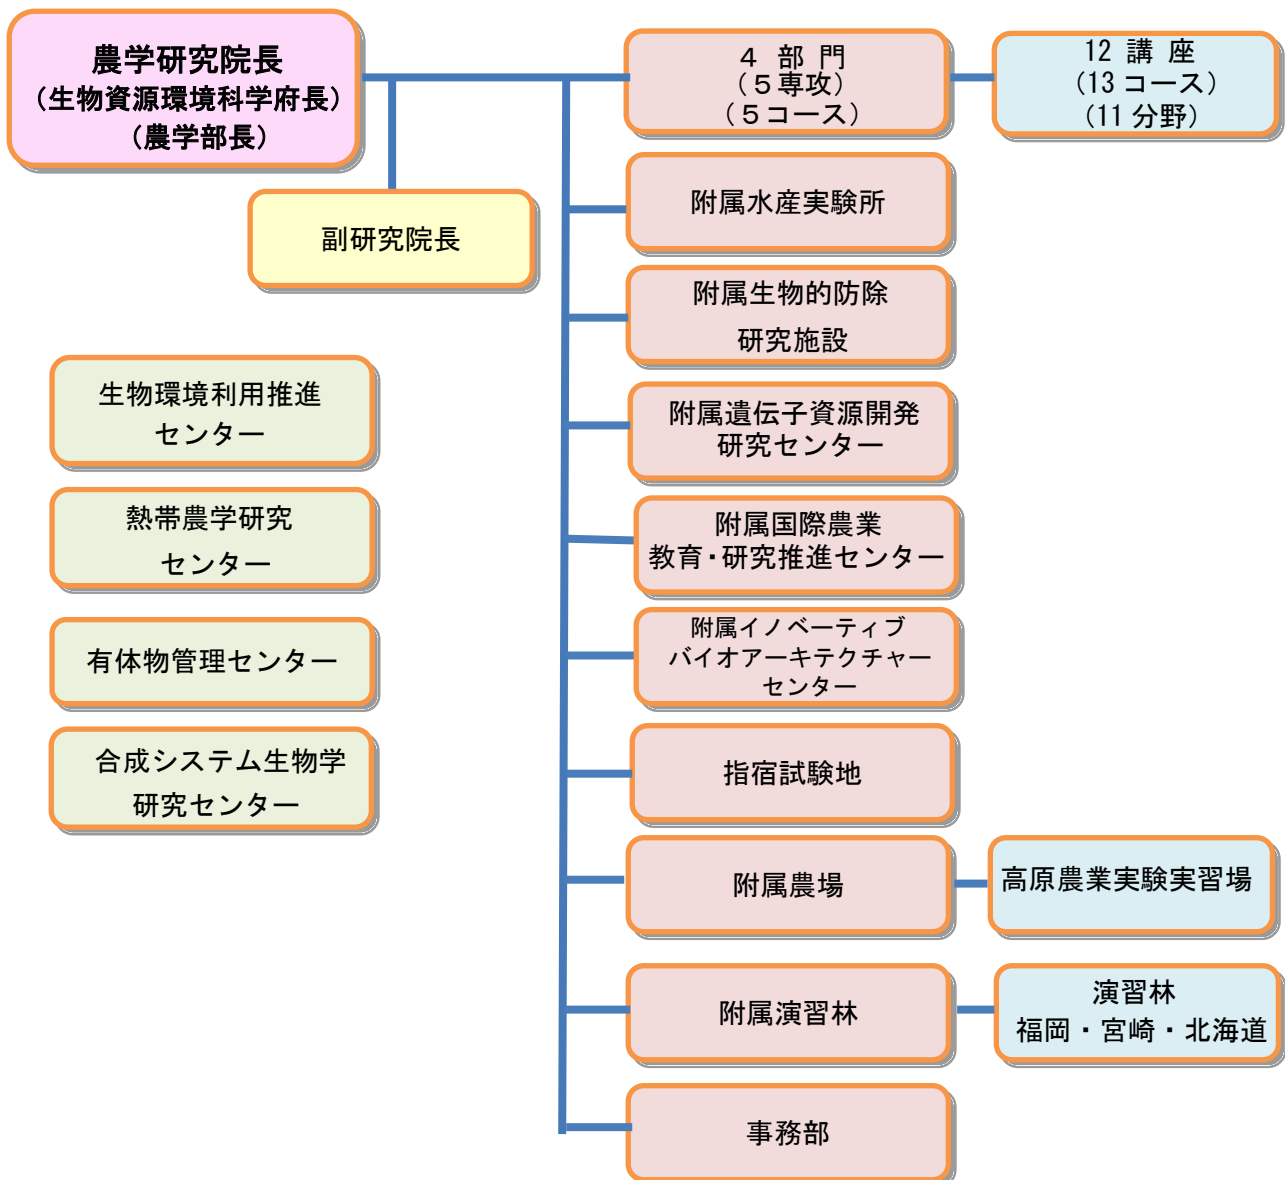 農学研究院長
（生物資源環境科学府長）
（農学部長）
副研究院長
４ 部 門
（５専攻）
（５コース）
12 講 座
（13コース）
（11分野）
附属水産実験所
附属生物的防除
研究施設
附属遺伝子資源開発
研究センター
附属国際農業
教育・研究推進センター
附属イノベーティブ
バイオアーキテクチャー
センター
指宿試験地
附属農場
高原農業実験実習場
附属演習林
演習林
福岡・宮崎・北海道
事務部
生物環境利用推進
センター
熱帯農学研究
センター
有体物管理センター
合成システム生物学
研究センター